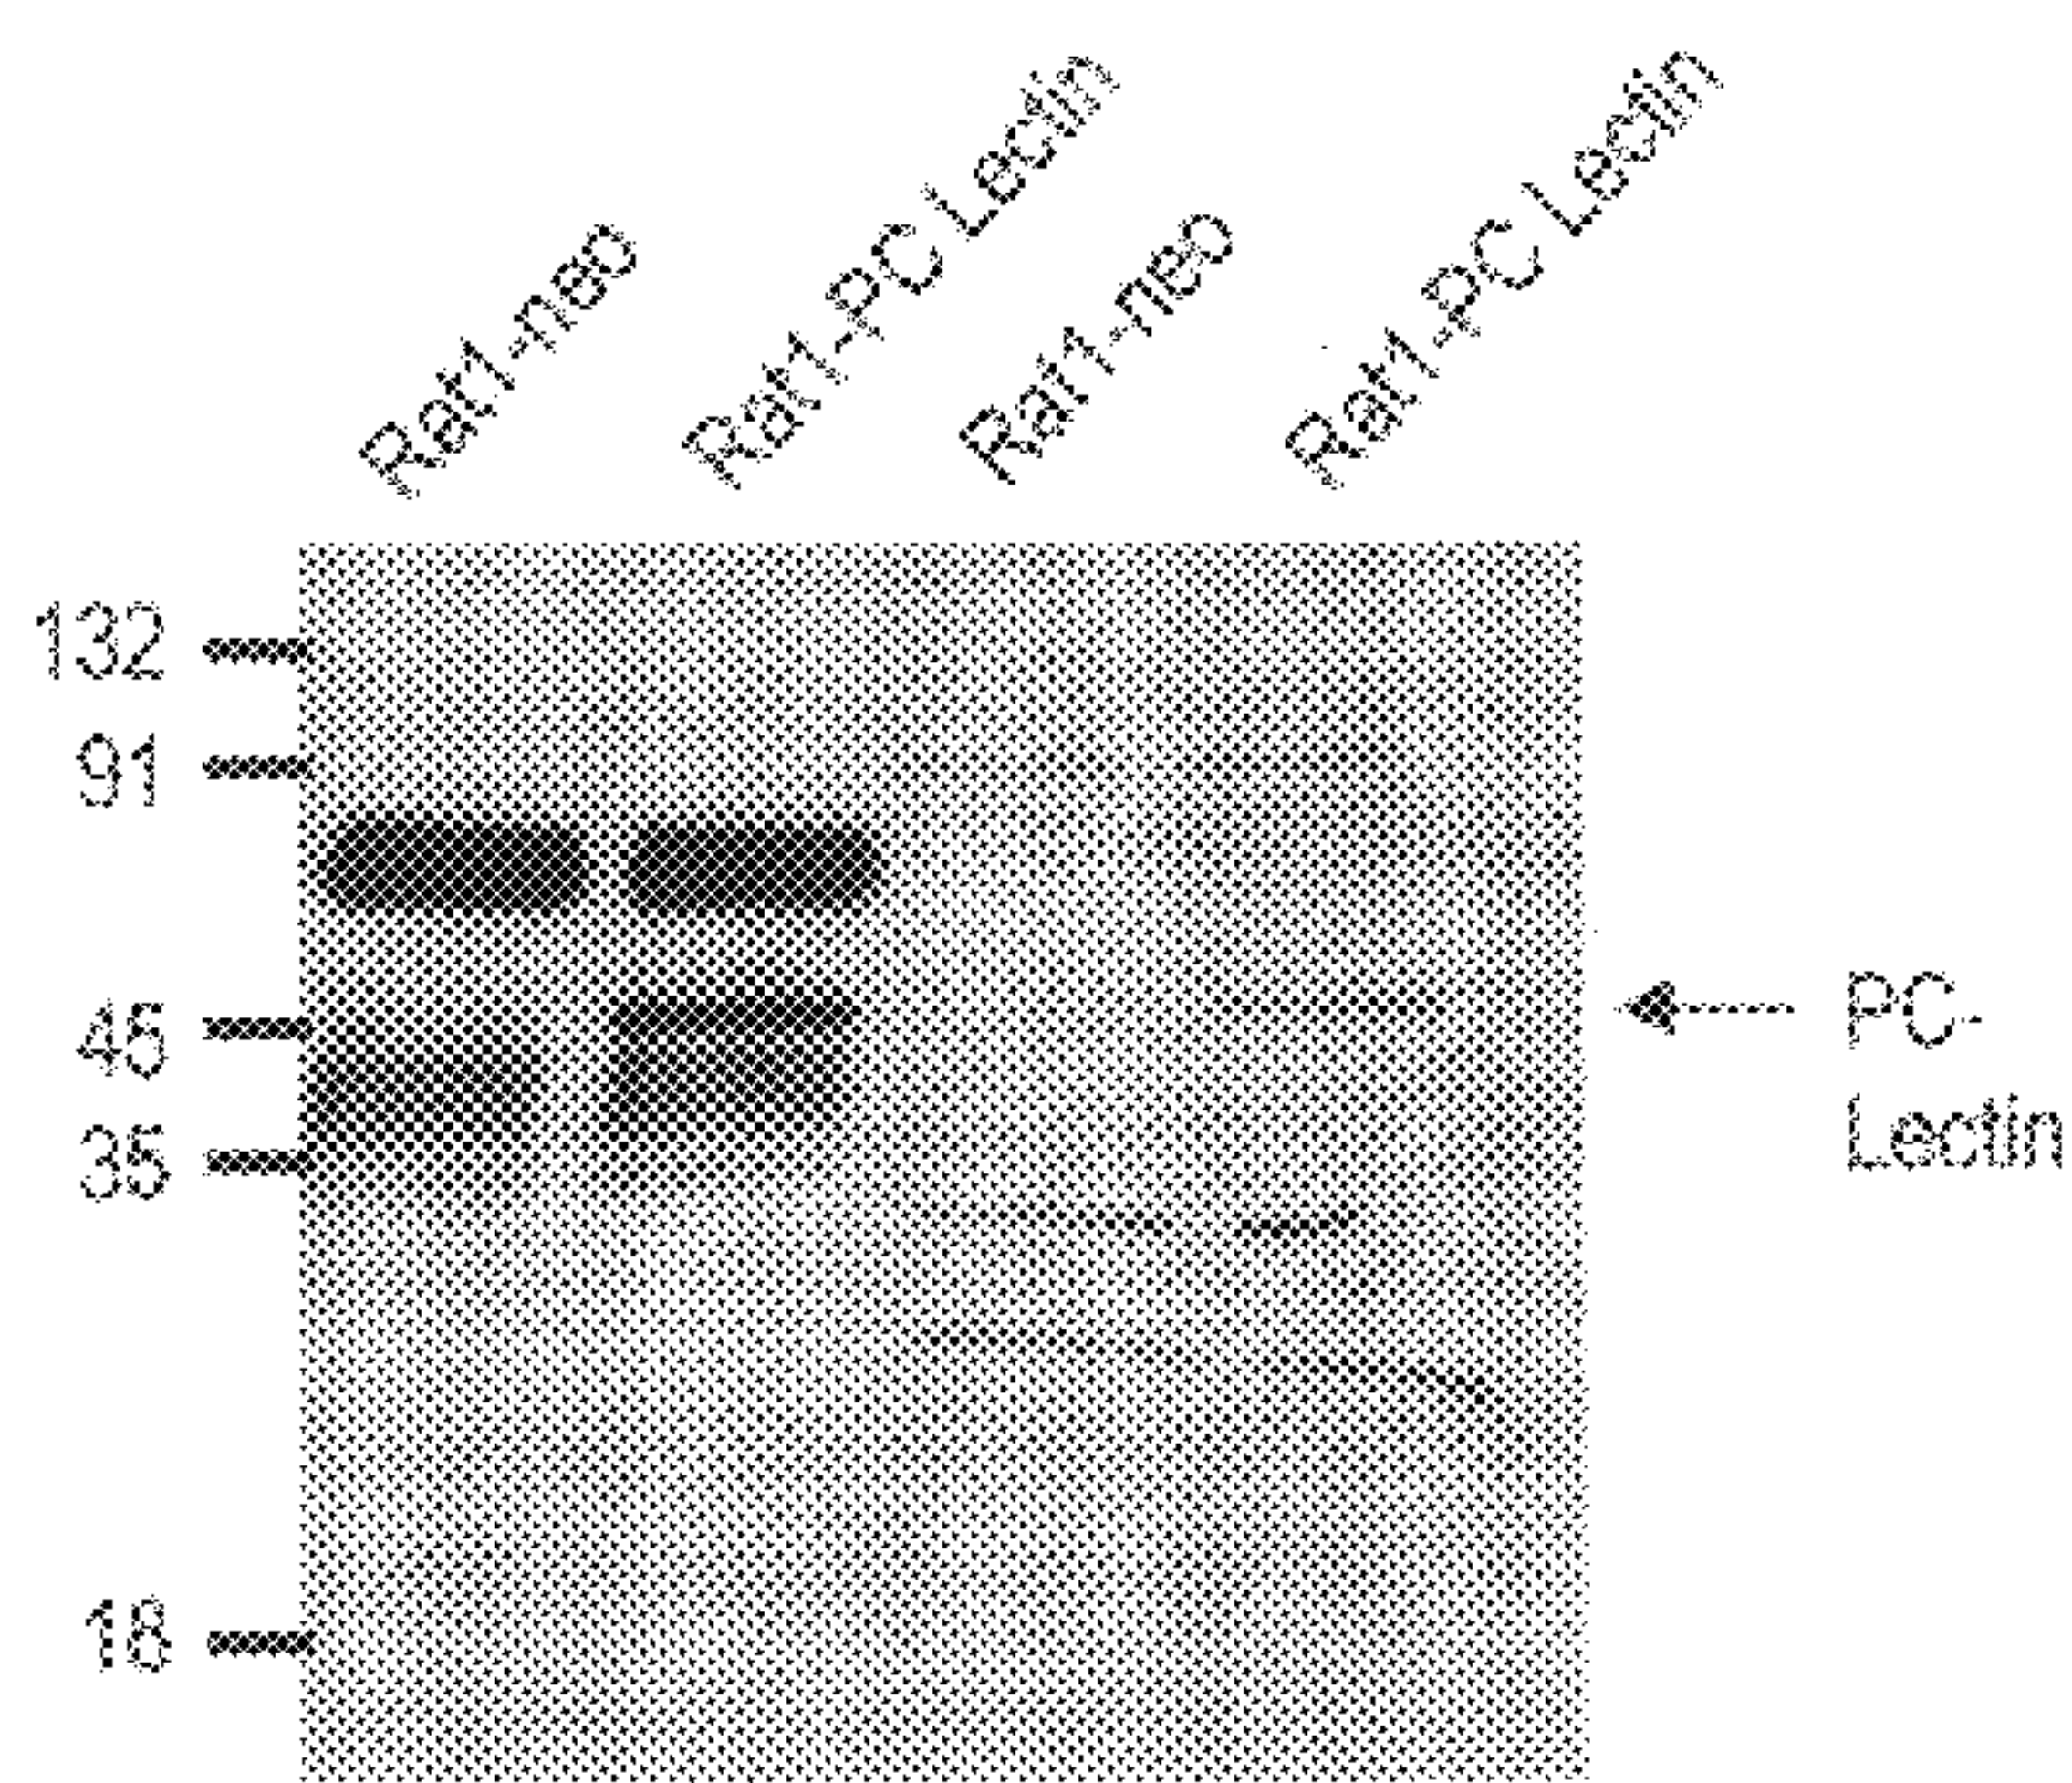 Rat1-neo
Rat1-PC Lectin
Rat1-neo
Rat1-PC Lectin
132
91
45
35
18
PC-
Lectin